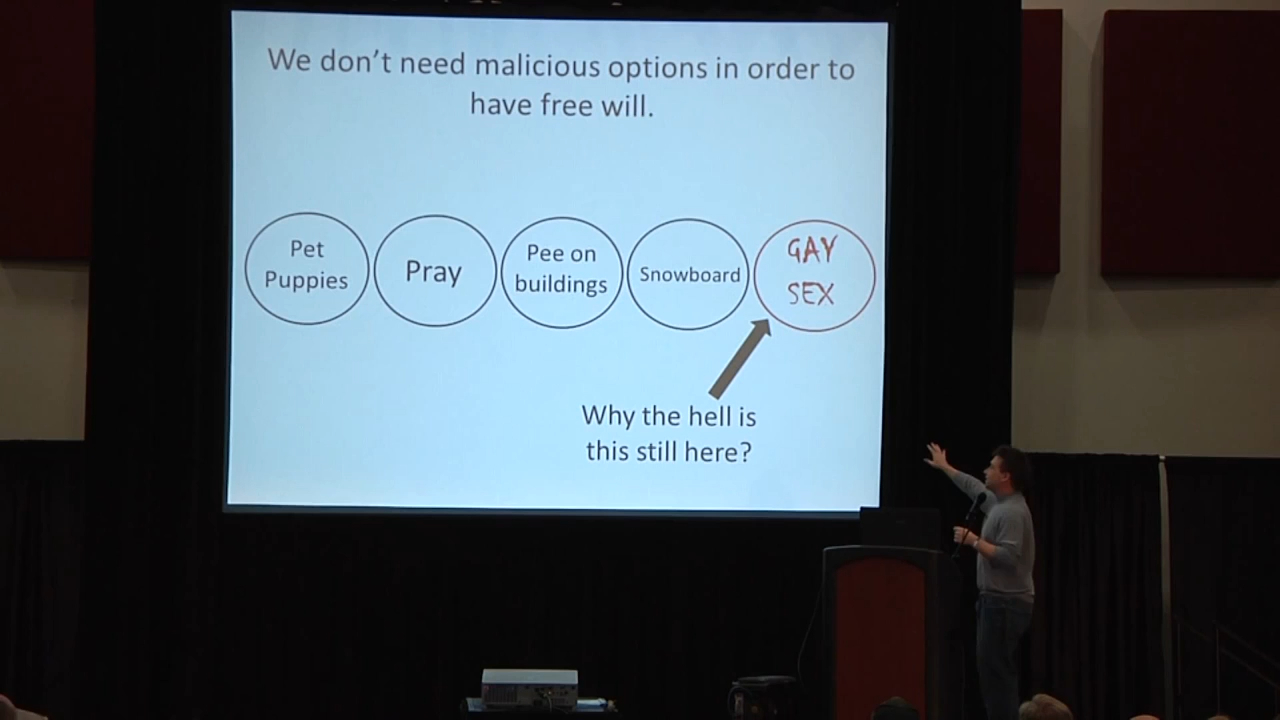 We don't need malicious options in order to
have free will.
Pet
Puppies
Pray
Pee on
buildings
Snowboard
GAY
SEX
Why the hell is
this still here?